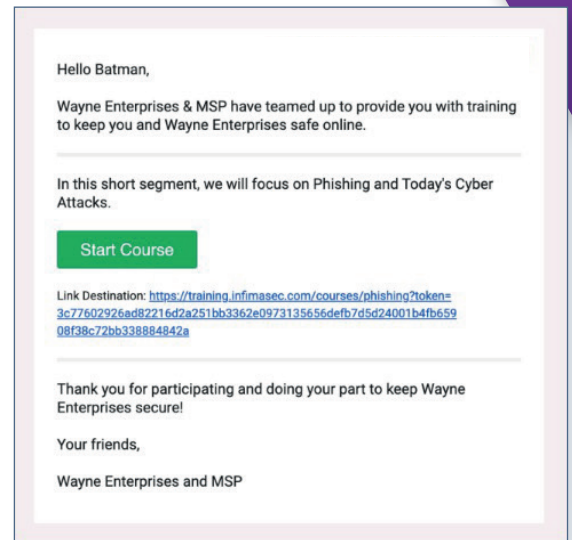 Hello Batman,
Wayne Enterprises & MSP have teamed up to provide you with training
to keep you and Wayne Enterprises safe online.
In this short segment, we will focus on Phishing and Today's Cyber
Attacks.
Start Course
Link Destination: https://training.infimasec.com/courses/phishing?token=
3c77602926ad82216d2a251bb3362e0973135656defb7d5d24001b4fb659
08f38c72bb338884842a
Thank you for participating and doing your part to keep Wayne
Enterprises secure!
Your friends,
Wayne Enterprises and MSP